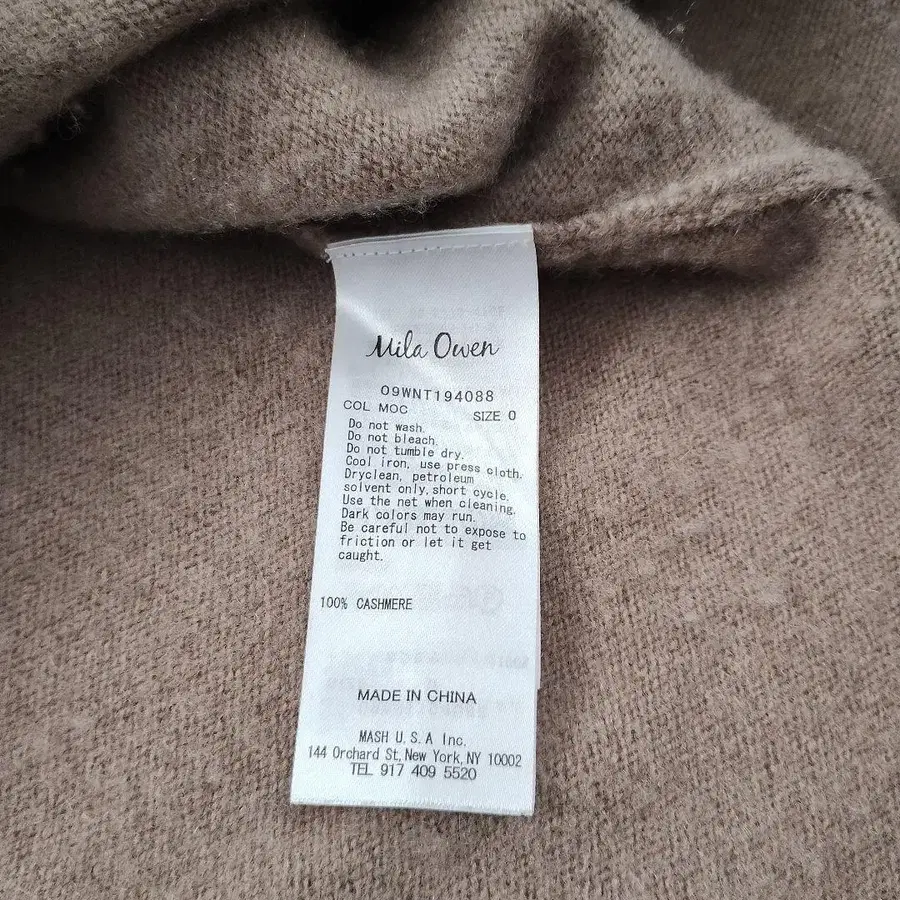 Mila Owen
09WNT194088
COL MOC SIZE 0
Do not wash.
Do not bleach.
Do not tumble dry.
Cool iron, use press cloth.
Dryclean, petroleum
solvent only, short cycle.
Use the net when cleaning.
Dark colors may run.
Be careful not to expose to
friction or let it get
caught.
100% CASHMERE
MADE IN CHINA
MASH U.S.A Inc.
144 Orchard St, New York, NY 10002
TEL 917 409 5520